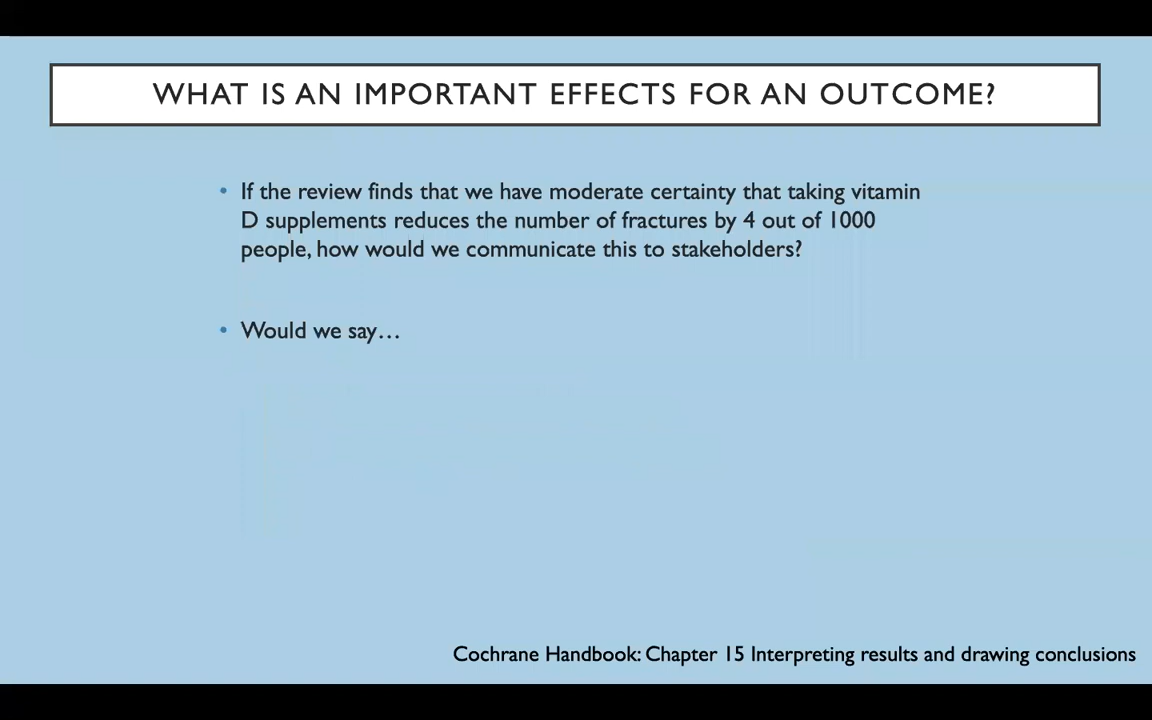 WHAT IS AN IMPORTANT EFFECTS FOR AN OUTCOME?
• If the review finds that we have moderate certainty that taking vitamin
D supplements reduces the number of fractures by 4 out of 1000
people, how would we communicate this to stakeholders?
• Would we say…
Cochrane Handbook: Chapter 15 Interpreting results and drawing conclusions